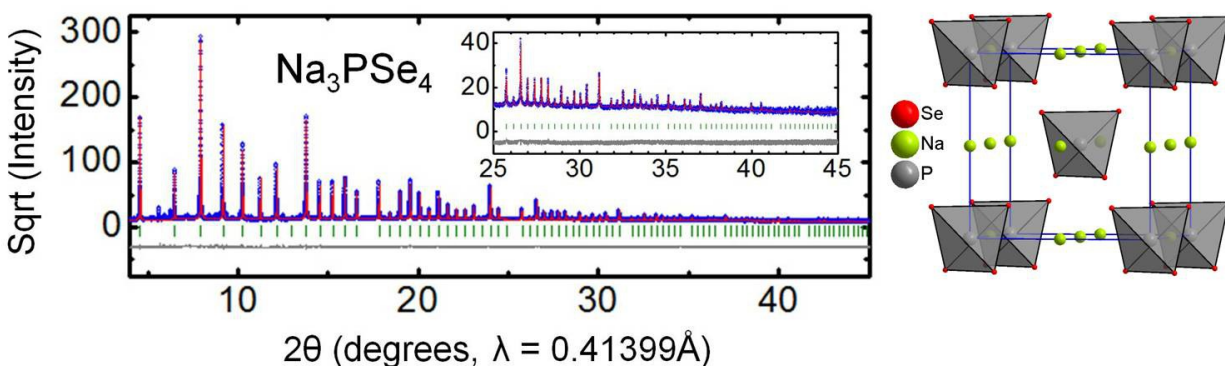 Sqrt (Intensity)
300
200
100
0
Na₃PSe₄
40
20
0
25 30 35 40 45
10 20 30 40
2θ (degrees, λ = 0.41399Å)
Se
Na
P